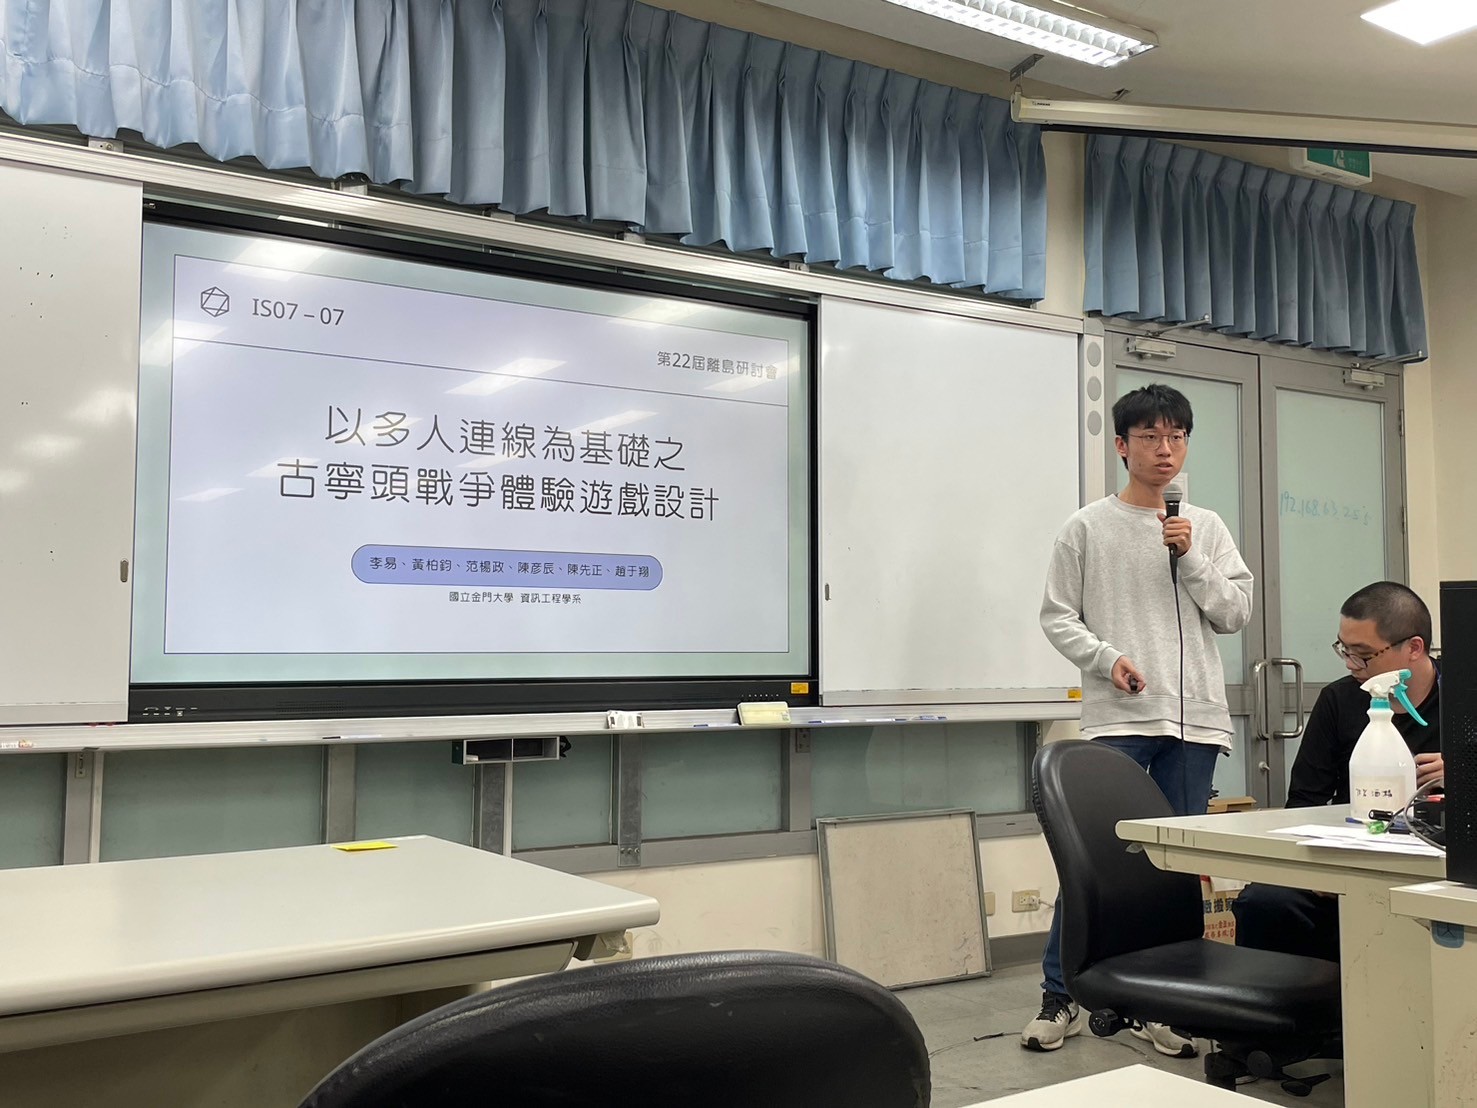 IS07 – 07
第22屆離島研討會
以多人連線為基礎之
古寧頭戰爭體驗遊戲設計
李易、黃柏鈞、范楊政、陳彥辰、陳先正、趙于翔
國立金門大學 資訊工程學系